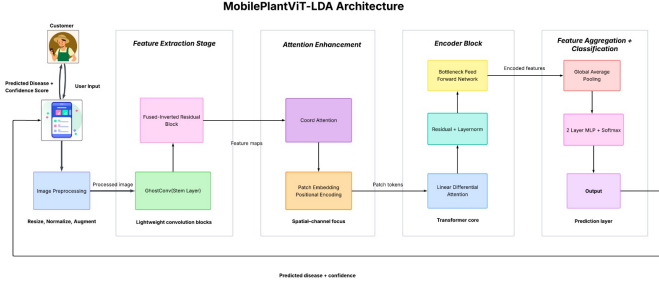 MobilePlantViT-LDA Architecture
Customer
Predicted Disease +
Confidence Score
User Input
Image Preprocessing
Resize, Normalize, Augment
Processed image
Feature Extraction Stage
Fused-Inverted Residual
Block
GhostConv(Stem Layer)
Lightweight convolution blocks
Feature maps
Attention Enhancement
Coord Attention
Patch Embedding
Positional Encoding
Spatial-channel focus
Patch tokens
Encoder Block
Bottleneck Feed
Forward Network
Residual + Layernorm
Linear Differential
Attention
Transformer core
Encoded features
Feature Aggregation +
Classification
Global Average
Pooling
2 Layer MLP + Softmax
Output
Prediction layer
Predicted disease + confidence